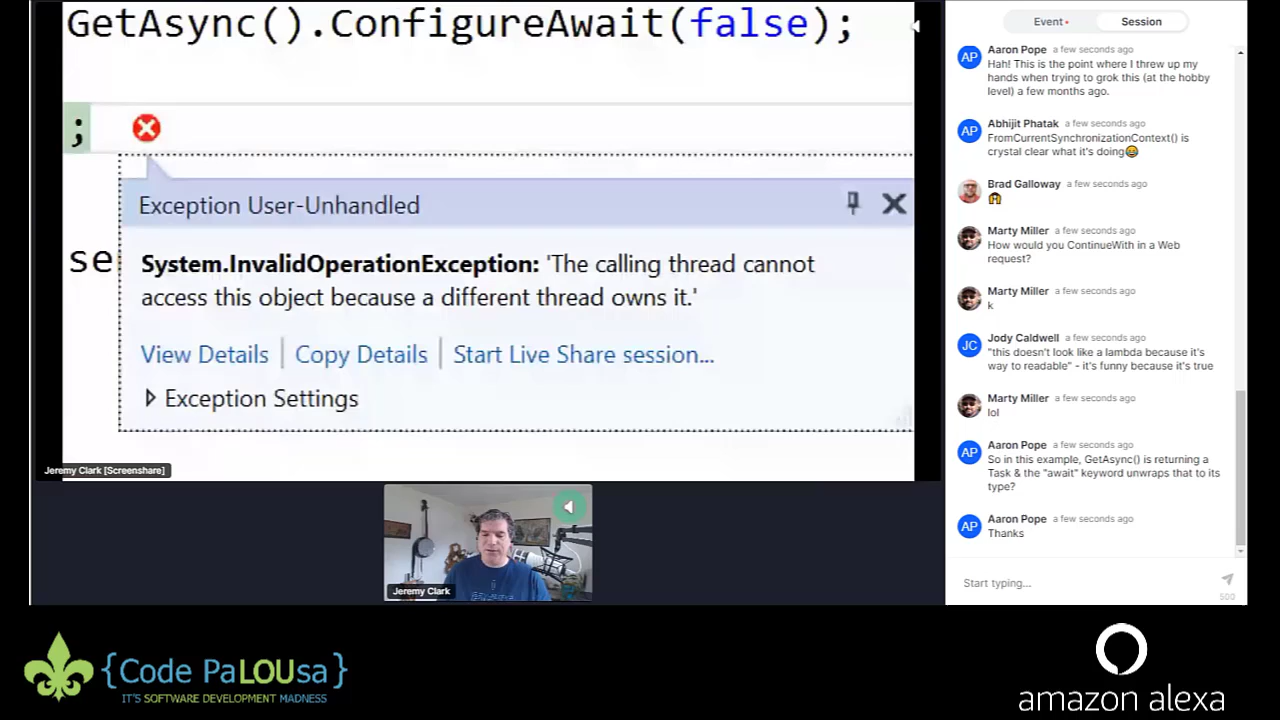 GetAsync().ConfigureAwait(false);
;
Exception User-Unhandled
se
System.InvalidOperationException: 'The calling thread cannot
access this object because a different thread owns it.'
View Details | Copy Details | Start Live Share session...
Exception Settings
Jeremy Clark [Screenshare]
Jeremy Clark
Event
Session
AP
Aaron Pope a few seconds ago
Hah! This is the point where I threw up my
hands when trying to grok this (at the hobby
level) a few months ago.
AP
Abhijit Phatak a few seconds ago
FromCurrentSynchronizationContext() is
crystal clear what it's doing😂
Brad Galloway a few seconds ago
Marty Miller a few seconds ago
How would you ContinueWith in a Web
request?
Marty Miller a few seconds ago
k
JC
Jody Caldwell a few seconds ago
"this doesn't look like a lambda because it's
way to readable" - it's funny because it's true
Marty Miller a few seconds ago
lol
AP
Aaron Pope a few seconds ago
So in this example, GetAsync() is returning a
Task & the "await" keyword unwraps that to its
type?
AP
Aaron Pope a few seconds ago
Thanks
Start typing...
500
{Code PaLOUsa}
IT'S SOFTWARE DEVELOPMENT MADNESS
amazon alexa